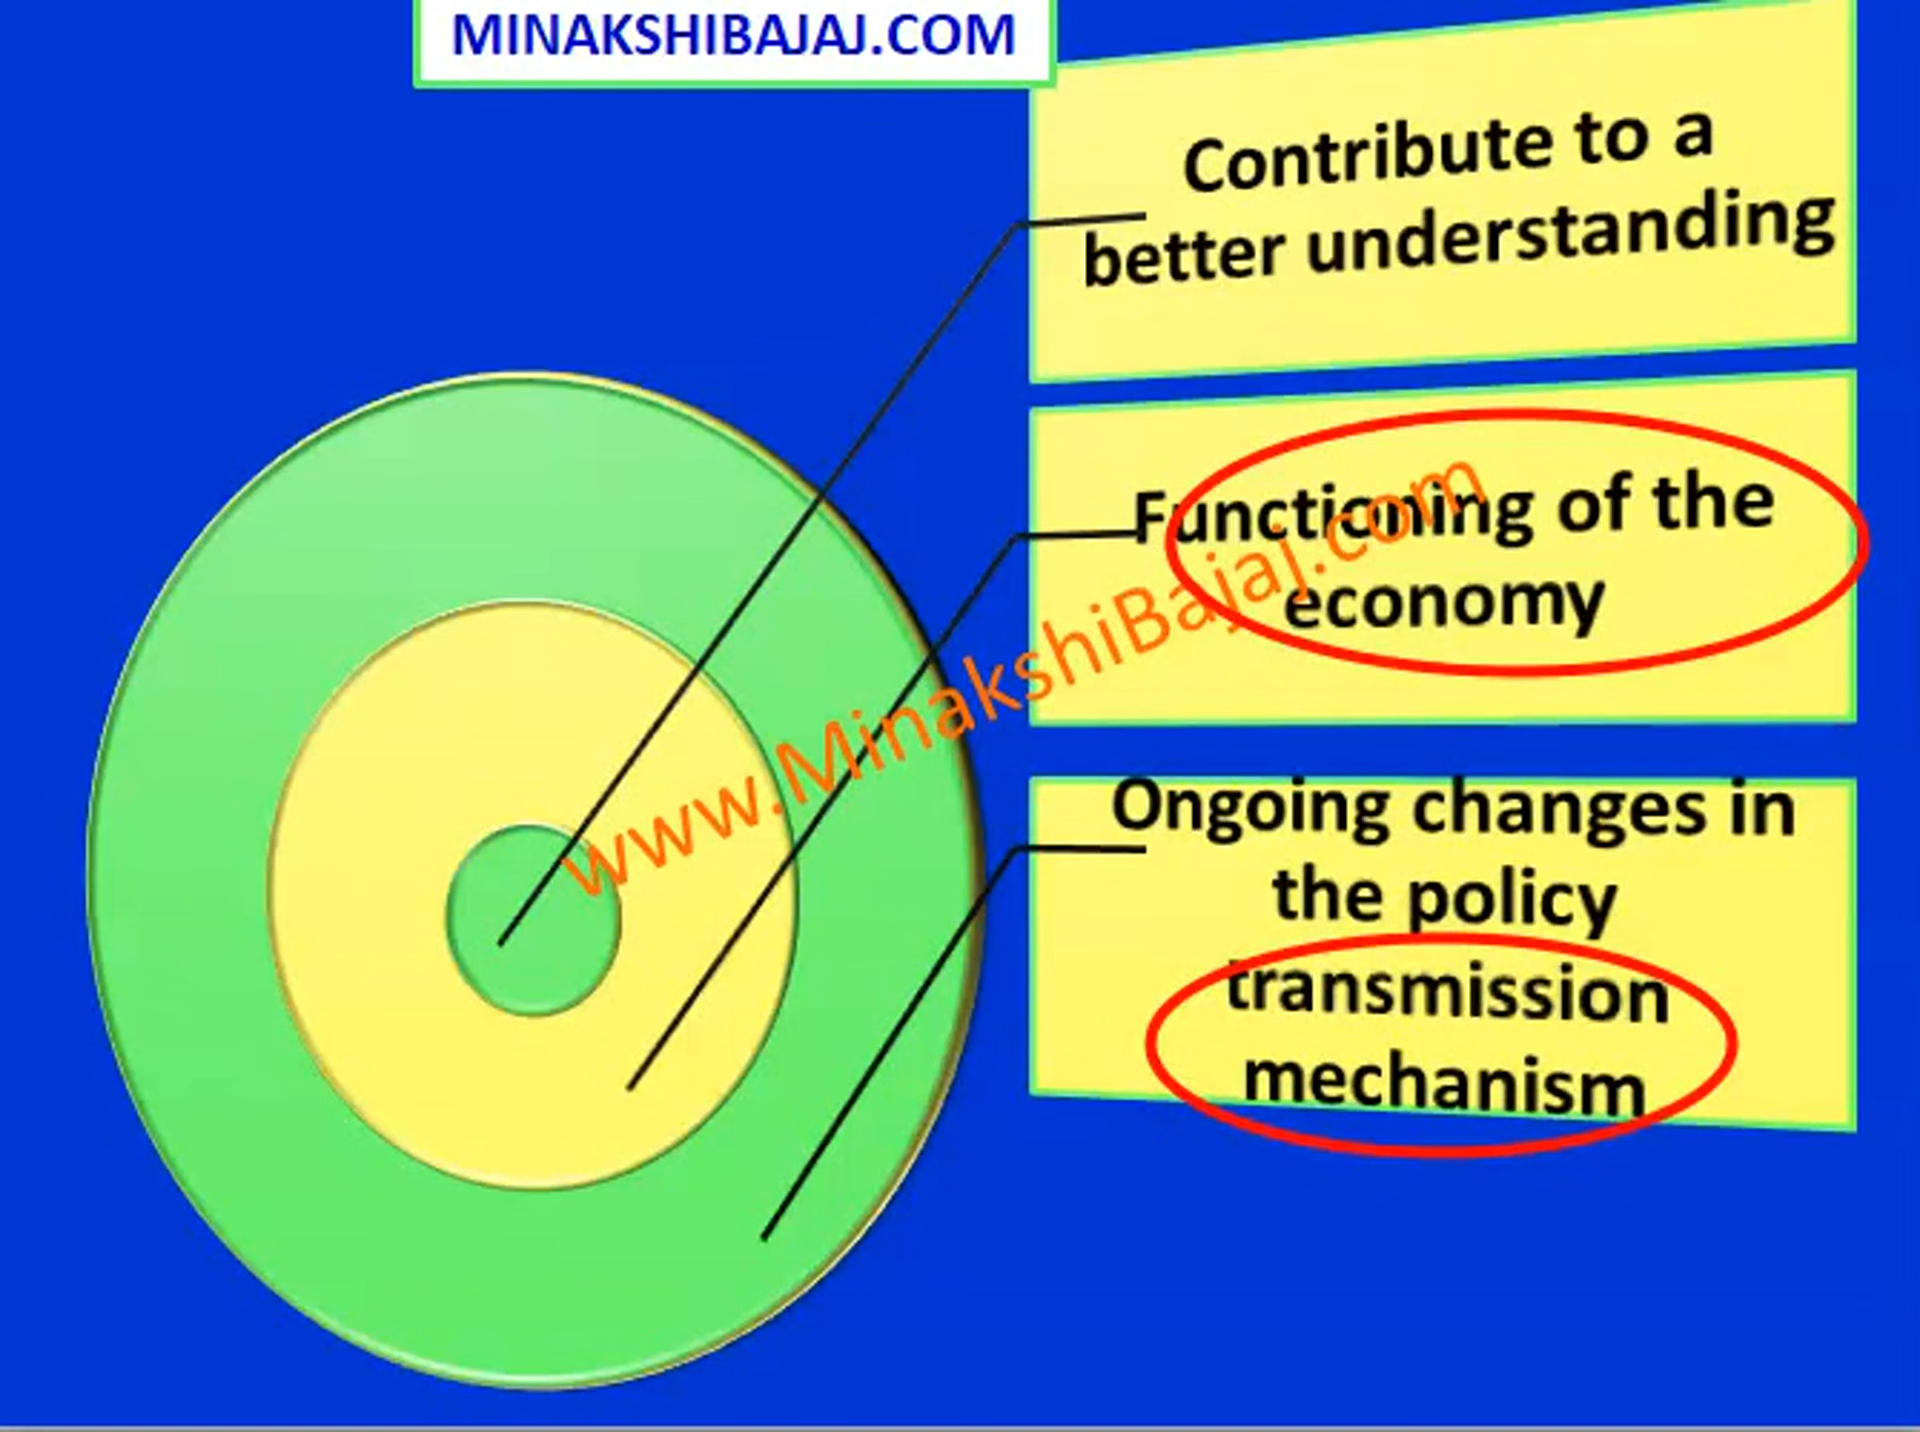 MINAKSHIBAJAJ.COM
Contribute to a
better understanding
Functioning of the
economy
www.MinakshiBajaj.com
Ongoing changes in
the policy
transmission
mechanism